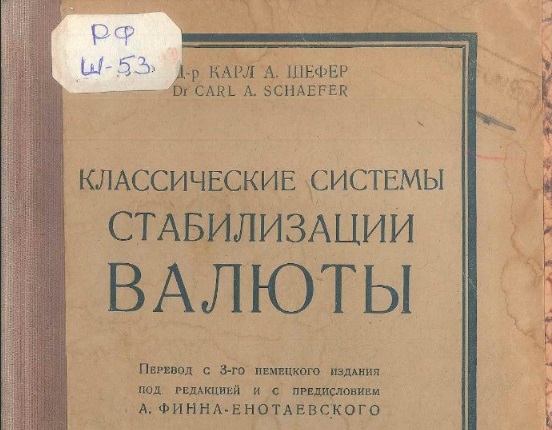 РФ
Ш-53
Д-р КАРЛ А. ШЕФЕР
Dr CARL A. SCHAEFER
КЛАССИЧЕСКИЕ СИСТЕМЫ
СТАБИЛИЗАЦИИ
ВАЛЮТЫ
Перевод с 3-го немецкого издания
под редакцией и с предисловием
А. ФИННА-ЕНОТАЕВСКОГО